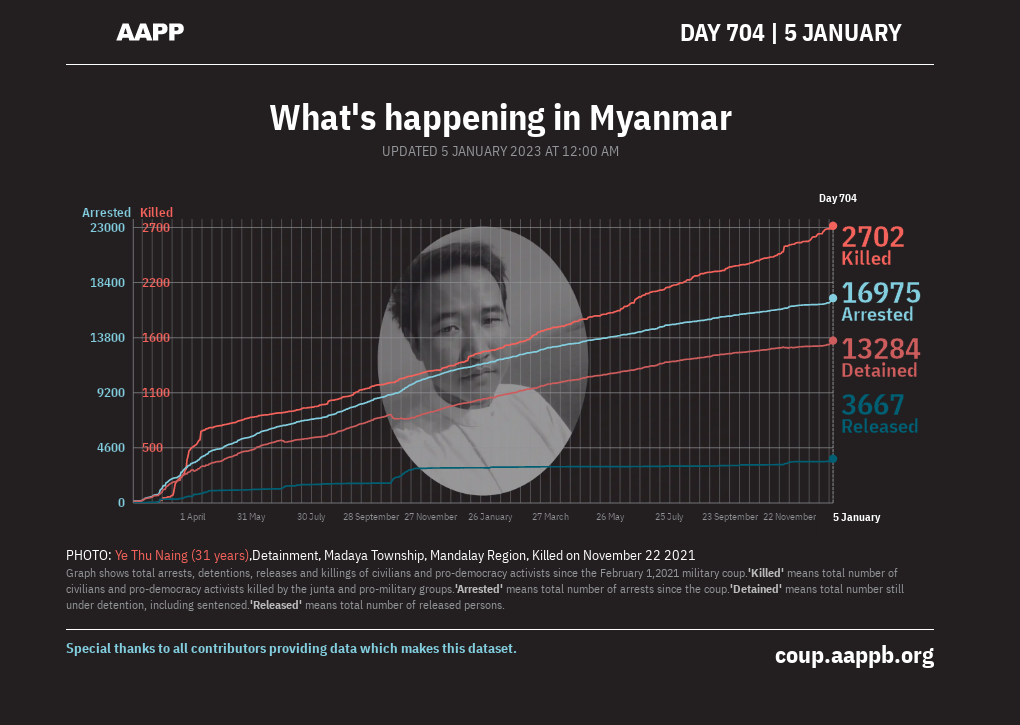 AAPP
DAY 704 | 5 JANUARY
What's happening in Myanmar
UPDATED 5 JANUARY 2023 AT 12:00 AM
Day 704
Arrested Killed
23000 2700
18400 2200
13800 1600
9200 1100
4600 500
0
2702
Killed
16975
Arrested
13284
Detained
3667
Released
1 April 31 May 30 July 28 September 27 November 26 January 27 March 26 May 25 July 23 September 22 November 5 January
PHOTO: Ye Thu Naing (31 years),Detainment, Madaya Township, Mandalay Region, Killed on November 22 2021
Graph shows total arrests, detentions, releases and killings of civilians and pro-democracy activists since the February 1,2021 military coup.'Killed' means total number of
civilians and pro-democracy activists killed by the junta and pro-military groups.'Arrested' means total number of arrests since the coup.'Detained' means total number still
under detention, including sentenced.'Released' means total number of released persons.
Special thanks to all contributors providing data which makes this dataset.
coup.aappb.org